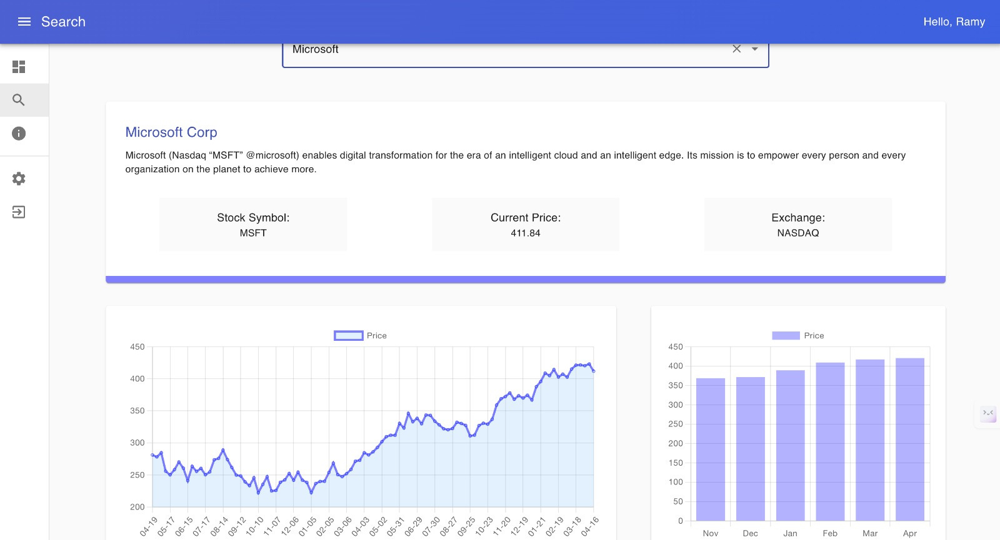 Search
Hello, Ramy
Microsoft
Microsoft Corp
Microsoft (Nasdaq “MSFT” @microsoft) enables digital transformation for the era of an intelligent cloud and an intelligent edge. Its mission is to empower every person and every
organization on the planet to achieve more.
Stock Symbol:
MSFT
Current Price:
411.84
Exchange:
NASDAQ
Price
450
400
350
300
250
200
04-19 05-17 06-15 07-17 08-14 09-12 10-10 11-07 12-06 01-05 02-05 03-06 04-03 05-02 05-31 06-29 07-30 08-27 09-25 10-23 11-20 12-19 01-21 02-19 03-18 04-16
Price
450
400
350
300
250
200
150
100
50
0
Nov Dec Jan Feb Mar Apr